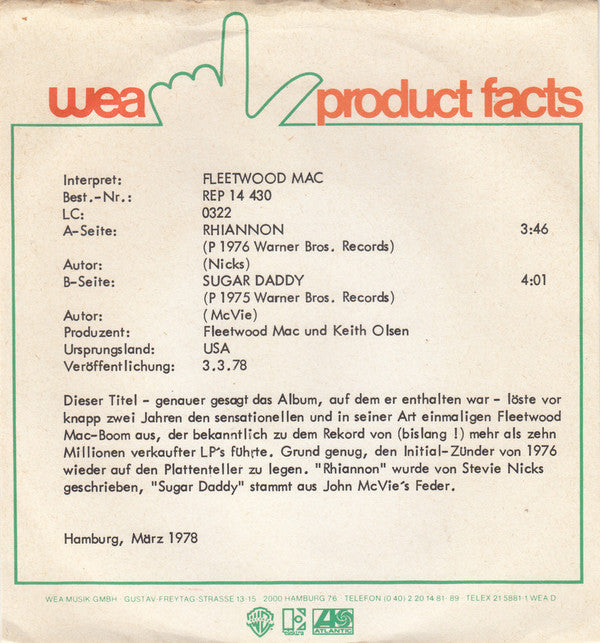 wea product facts
Interpret: FLEETWOOD MAC
Best.-Nr.: REP 14 430
LC: 0322
A-Seite: RHIANNON 3:46
(P 1976 Warner Bros. Records)
Autor: (Nicks)
B-Seite: SUGAR DADDY 4:01
(P 1975 Warner Bros. Records)
Autor: (McVie)
Produzent: Fleetwood Mac und Keith Olsen
Ursprungsland: USA
Veröffentlichung: 3.3.78
Dieser Titel - genauer gesagt das Album, auf dem er enthalten war - löste vor
knapp zwei Jahren den sensationellen und in seiner Art einmaligen Fleetwood
Mac-Boom aus, der bekanntlich zu dem Rekord von (bislang !) mehr als zehn
Millionen verkaufter LP's führte. Grund genug, den Initial-Zünder von 1976
wieder auf den Plattenteller zu legen. "Rhiannon" wurde von Stevie Nicks
geschrieben, "Sugar Daddy" stammt aus John McVie's Feder.
Hamburg, März 1978
WEA MUSIK GMBH · GUSTAV-FREYTAG-STRASSE 13-15 2000 HAMBURG 76 · TELEFON (0 40) 2 20 14 81 - 89 · TELEX 21 5881-1 WEA D
ATLANTIC